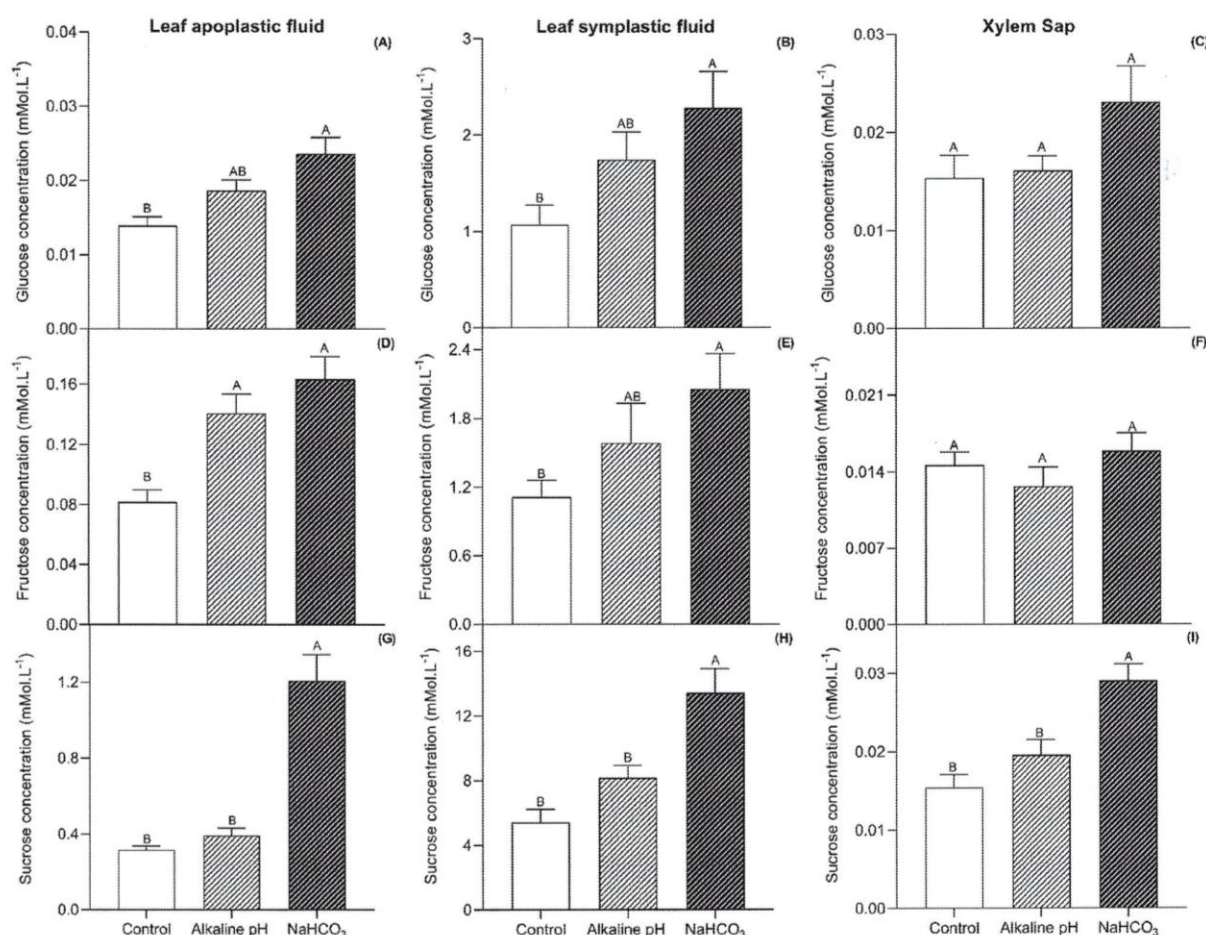 Leaf apoplastic fluid
Leaf symplastic fluid
Xylem Sap
(A)
Glucose concentration (mMol.L⁻¹)
0.04
0.03
0.02
0.01
0.00
B
AB
A
(B)
Glucose concentration (mMol.L⁻¹)
3
2
1
0
B
AB
A
(C)
Glucose concentration (mMol.L⁻¹)
0.03
0.02
0.01
0.00
A
A
A
(D)
Fructose concentration (mMol.L⁻¹)
0.16
0.12
0.08
0.04
0.00
B
A
A
(E)
Fructose concentration (mMol.L⁻¹)
2.4
1.8
1.2
0.6
0.0
B
AB
A
(F)
Fructose concentration (mMol.L⁻¹)
0.021
0.014
0.007
0.000
A
A
A
(G)
Sucrose concentration (mMol.L⁻¹)
1.2
0.8
0.4
0.0
B
B
A
Control Alkaline pH NaHCO₃
(H)
Sucrose concentration (mMol.L⁻¹)
16
12
8
4
0
B
B
A
Control Alkaline pH NaHCO₃
(I)
Sucrose concentration (mMol.L⁻¹)
0.03
0.02
0.01
0.00
B
B
A
Control Alkaline pH NaHCO₃